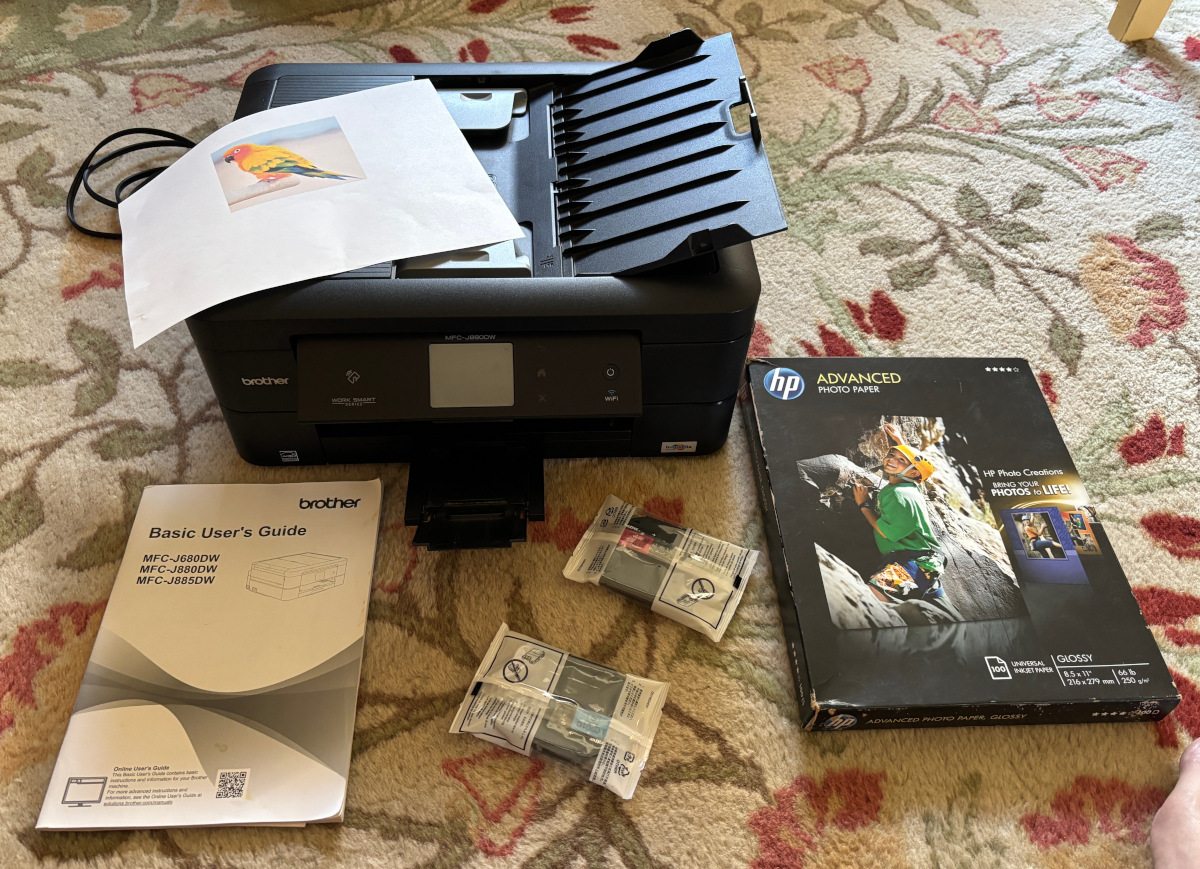 MFC-J880DW
brother
WORK SMART
SERIES
WiFi
brother
Basic User's Guide
MFC-J680DW
MFC-J880DW
MFC-J885DW
Online User's Guide
This Basic User's Guide contains basic
instructions and information for your Brother
machine.
For more advanced instructions and
information, see the Online User's Guide at
solutions.brother.com/manuals
hp
ADVANCED
PHOTO PAPER
HP Photo Creations
BRING YOUR
PHOTOS to LIFE!
100
UNIVERSAL
INKJET PAPER
GLOSSY
8.5 x 11"
216 x 279 mm
66 lb
250 g/m²
hp
ADVANCED PHOTO PAPER, GLOSSY